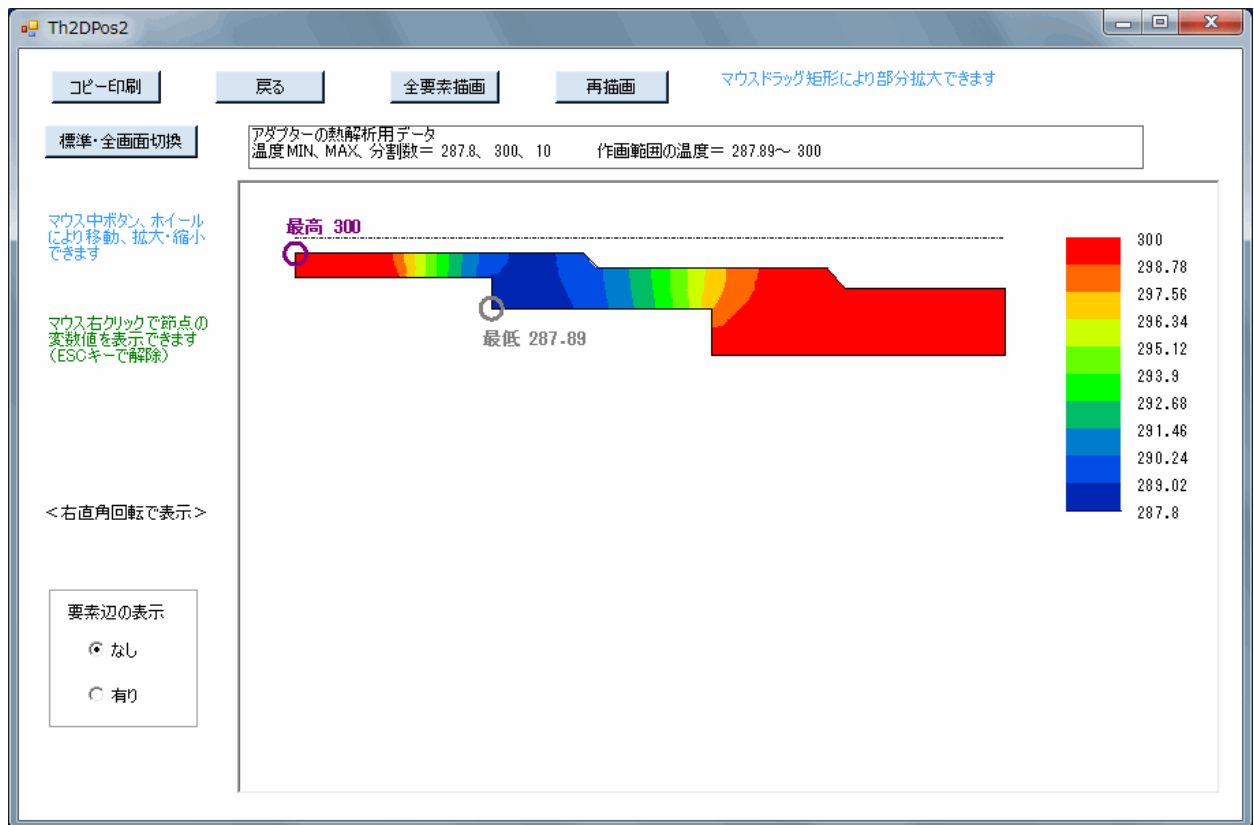 Th2DPos2
コピー印刷
戻る
全要素描画
再描画
マウスドラッグ矩形により部分拡大できます
標準・全画面切換
アダプターの熱解析用データ
温度MIN、MAX、分割数＝ 287.8、 300、 10 作画範囲の温度＝ 287.89～ 300
マウス中ボタン、ホイール
により移動、拡大・縮小
できます
マウス右クリックで節点の
変数値を表示できます
（ESCキーで解除）
＜右直角回転で表示＞
要素辺の表示
なし
有り
最高 300
最低 287.89
300
298.78
297.56
296.34
295.12
293.9
292.68
291.46
290.24
289.02
287.8